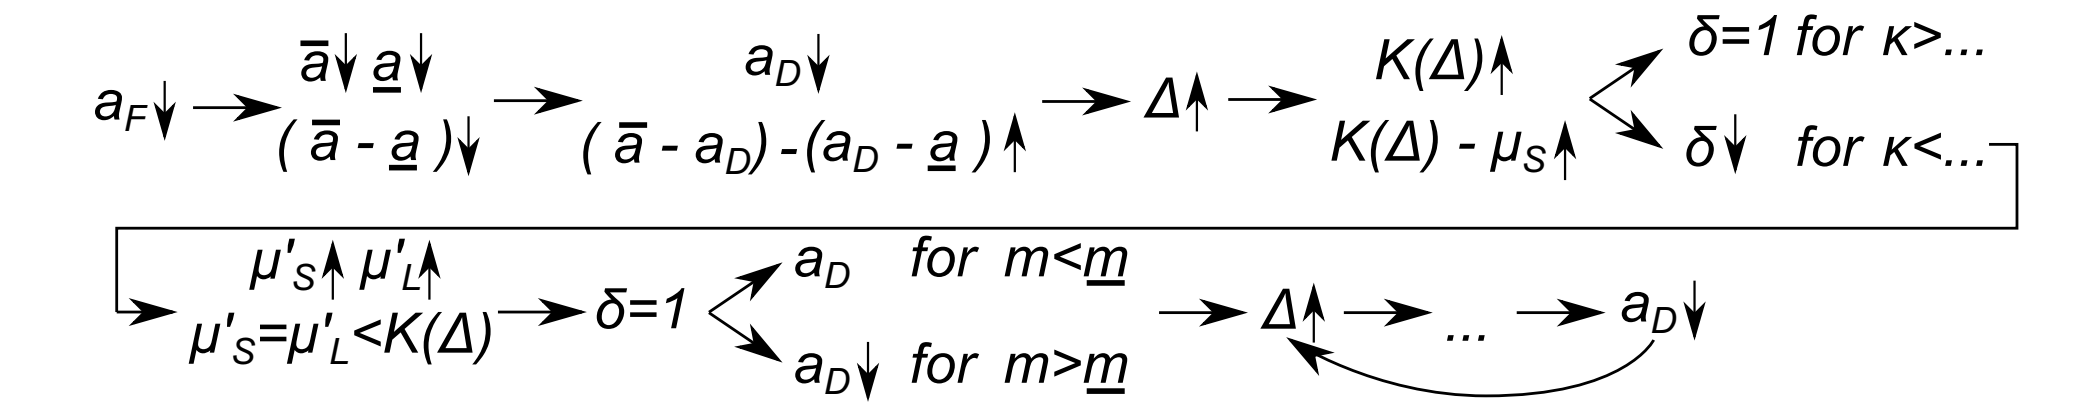 a_F↓ → a̅↓ a̲↓ → a_D↓ → Δ↑ → K(Δ)↑ δ=1 for κ>...
( a̅ - a̲ )↓ ( a̅ - a_D) - (a_D - a̲ )↑ K(Δ) - μ_S↑ δ↓ for κ<...
μ'_S↑ μ'_L↑ a_D for m<m̲
μ'_S=μ'_L<K(Δ) → δ=1 → Δ↑ → ... → a_D↓
a_D↓ for m>m̲